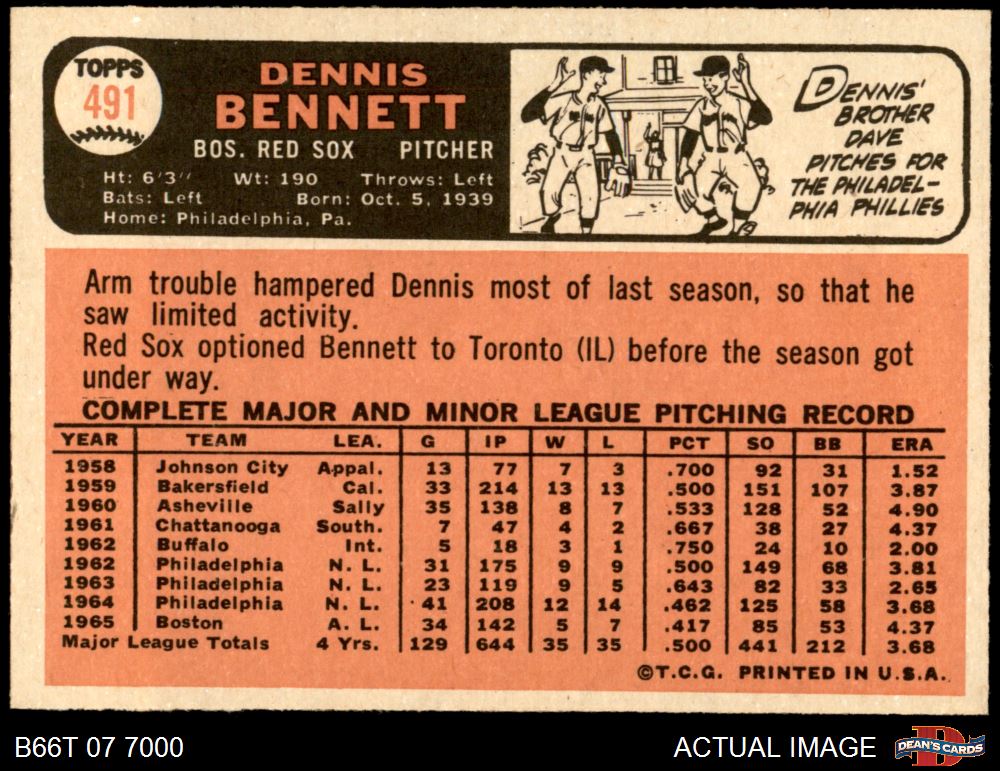 TOPPS
491
DENNIS
BENNETT
BOS. RED SOX PITCHER
Ht: 6'3" Wt: 190 Throws: Left
Bats: Left Born: Oct. 5, 1939
Home: Philadelphia, Pa.
DENNIS'
BROTHER
DAVE
PITCHES FOR
THE PHILADEL-
PHIA PHILLIES
Arm trouble hampered Dennis most of last season, so that he
saw limited activity.
Red Sox optioned Bennett to Toronto (IL) before the season got
under way.
COMPLETE MAJOR AND MINOR LEAGUE PITCHING RECORD
YEAR TEAM LEA. G IP W L PCT SO BB ERA
1958 Johnson City Appal. 13 77 7 3 .700 92 31 1.52
1959 Bakersfield Cal. 33 214 13 13 .500 151 107 3.87
1960 Asheville Sally 35 138 8 7 .533 128 52 4.90
1961 Chattanooga South. 7 47 4 2 .667 38 27 4.37
1962 Buffalo Int. 5 18 3 1 .750 24 10 2.00
1962 Philadelphia N. L. 31 175 9 9 .500 149 68 3.81
1963 Philadelphia N. L. 23 119 9 5 .643 82 33 2.65
1964 Philadelphia N. L. 41 208 12 14 .462 125 58 3.68
1965 Boston A. L. 34 142 5 7 .417 85 53 4.37
Major League Totals 4 Yrs. 129 644 35 35 .500 441 212 3.68
©T.C.G. PRINTED IN U.S.A.
B66T 07 7000
ACTUAL IMAGE
DEAN'S CARDS